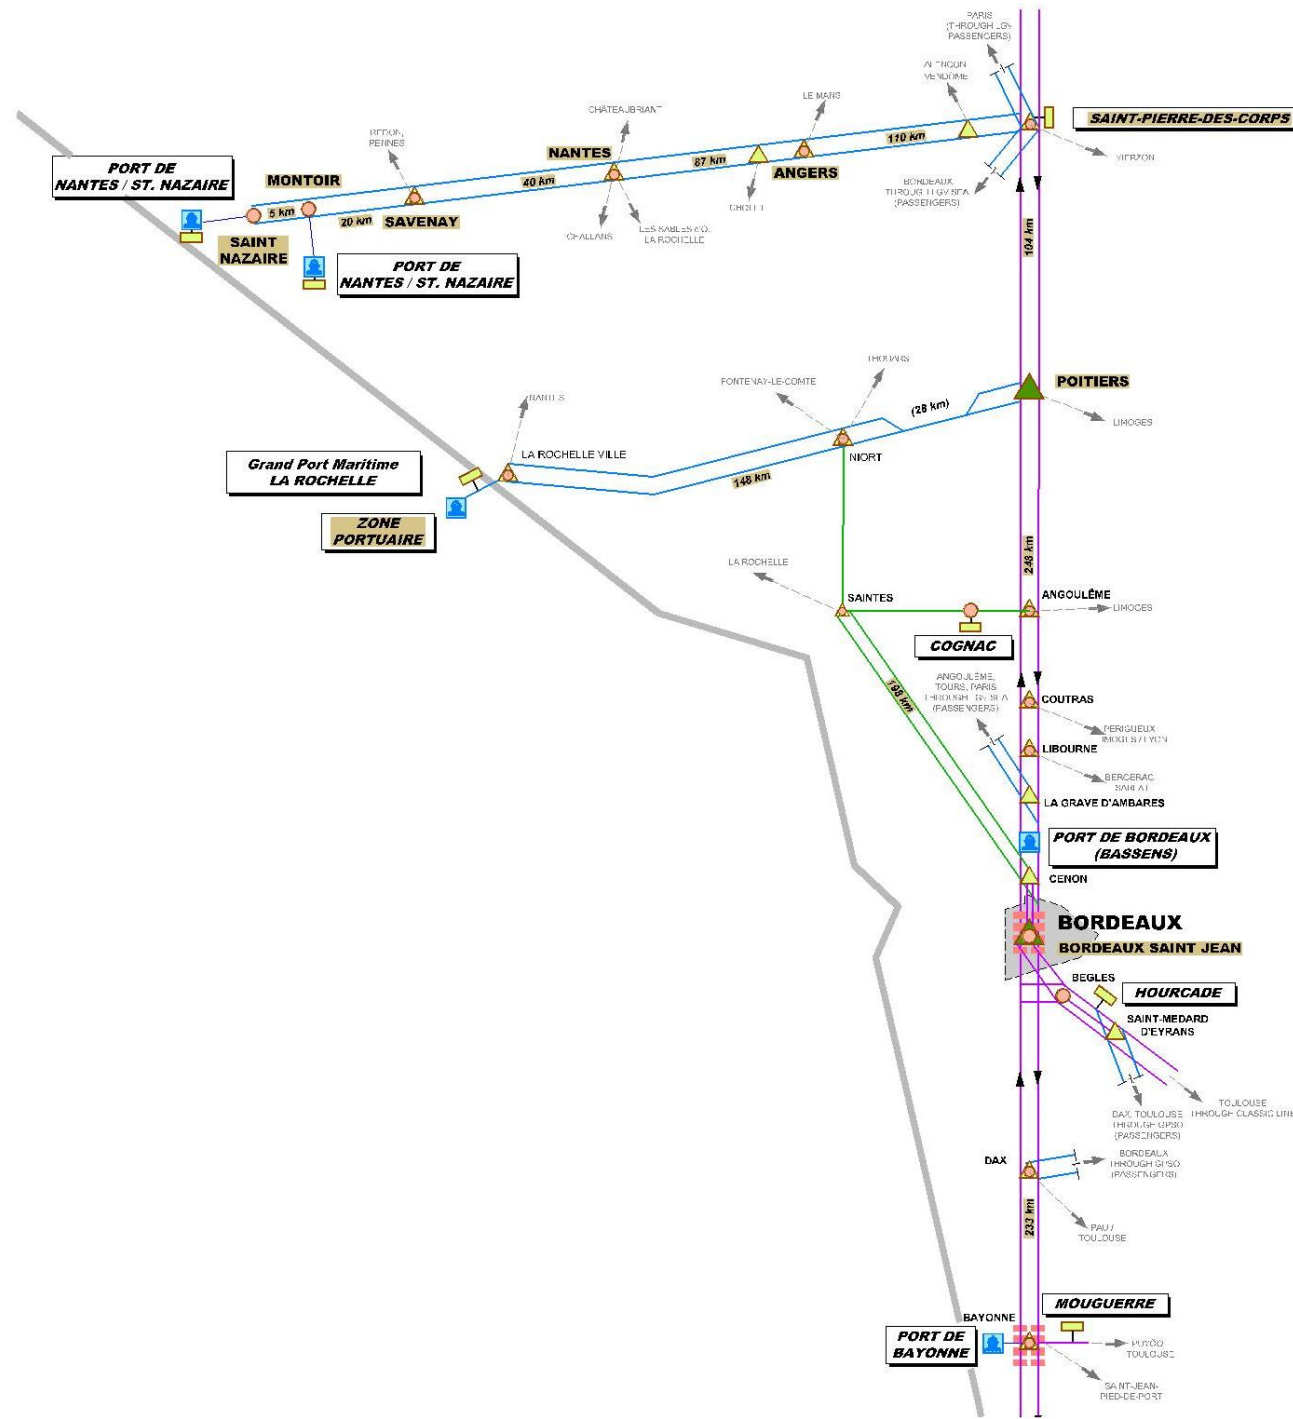 PARIS
(THROUGH LGV
PASSENGERS)
ALENÇON
VENDÔME
LE MANS
CHÂTEAUBRIANT
SAINT-PIERRE-DES-CORPS
REDON,
RENNES
NANTES
87 km
110 km
ANGERS
VIERZON
PORT DE
NANTES / ST. NAZAIRE
MONTOIR
40 km
BORDEAUX
THROUGH LGV SEA
(PASSENGERS)
5 km
20 km
SAVENAY
CHOLET
CHALLANS
LES SABLES d'O.
LA ROCHELLE
SAINT
NAZAIRE
104 km
PORT DE
NANTES / ST. NAZAIRE
THOUARS
FONTENAY-LE-COMTE
POITIERS
NANTES
(28 km)
LIMOGES
LA ROCHELLE VILLE
NIORT
Grand Port Maritime
LA ROCHELLE
148 km
ZONE
PORTUAIRE
248 km
LA ROCHELLE
SAINTES
ANGOULÊME
LIMOGES
COGNAC
198 km
ANGOULÊME,
TOURS, PARIS
THROUGH LGV SEA
(PASSENGERS)
COUTRAS
PERIGUEUX
LIMOGES / LYON
LIBOURNE
BERGERAC
SARLAT
LA GRAVE D'AMBARES
PORT DE BORDEAUX
(BASSENS)
CENON
BORDEAUX
BORDEAUX SAINT JEAN
BEGLES
HOURCADE
SAINT-MEDARD
D'EYRANS
TOULOUSE
THROUGH CLASSIC LINE
DAX, TOULOUSE
THROUGH GPSO
(PASSENGERS)
DAX
BORDEAUX
THROUGH GPSO
(PASSENGERS)
233 km
PAU /
TOULOUSE
MOUGUERRE
BAYONNE
PORT DE
BAYONNE
PUYÔO
TOULOUSE
SAINT-JEAN-
PIED-DE-PORT